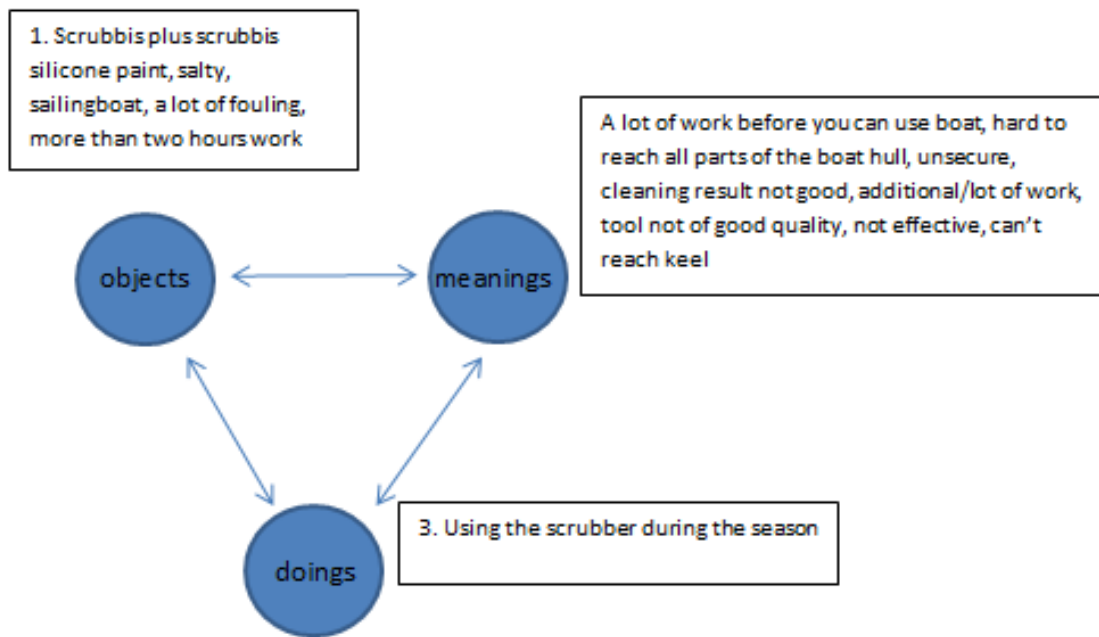 1. Scrubbis plus scrubbis
silicone paint, salty,
sailingboat, a lot of fouling,
more than two hours work
A lot of work before you can use boat, hard to
reach all parts of the boat hull, unsecure,
cleaning result not good, additional/lot of work,
tool not of good quality, not effective, can't
reach keel
objects
meanings
3. Using the scrubber during the season
doings